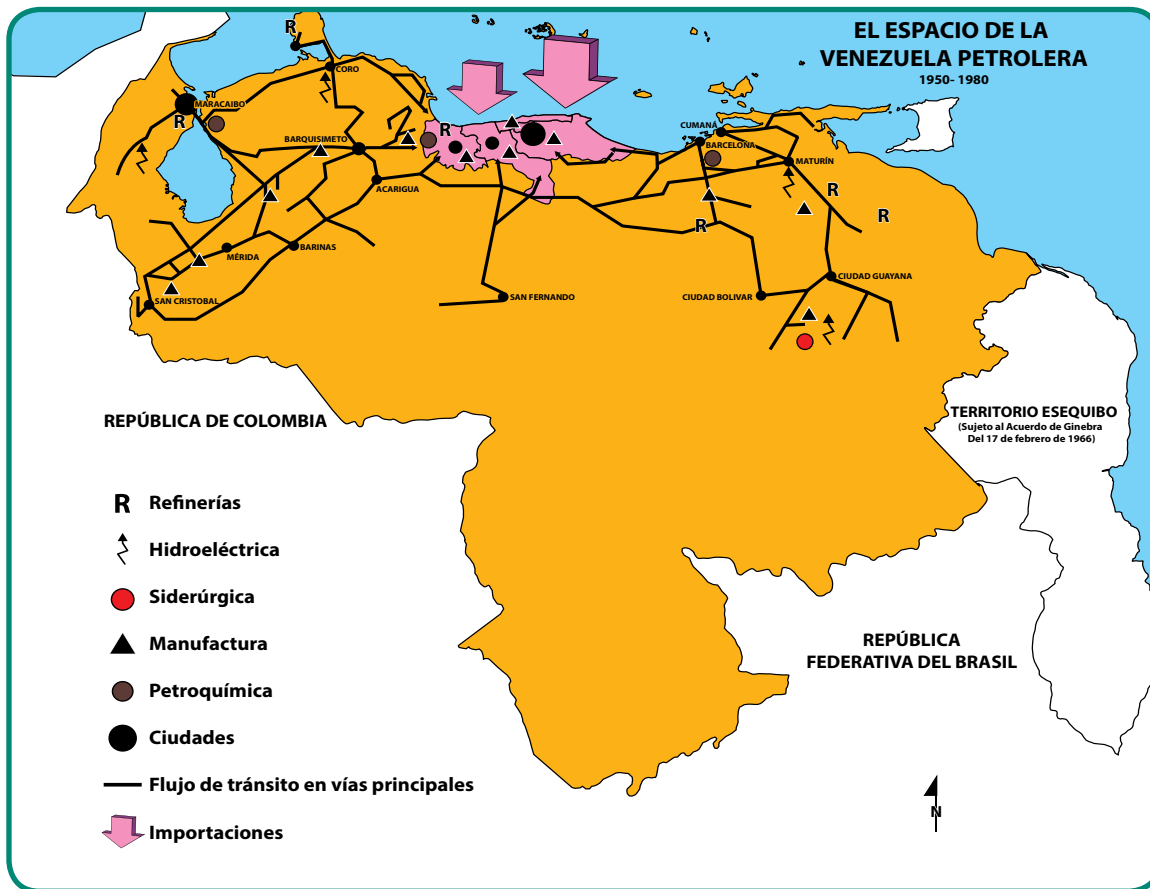 EL ESPACIO DE LA
VENEZUELA PETROLERA
1950- 1980
R
CORO
MARACAIBO
R
R
BARQUISIMETO
CUMANÁ
BARCELONA
MATURÍN
ACARIGUA
R
R
R
MÉRIDA
BARINAS
CIUDAD GUAYANA
SAN CRISTOBAL
SAN FERNANDO
CIUDAD BOLIVAR
REPÚBLICA DE COLOMBIA
TERRITORIO ESEQUIBO
(Sujeto al Acuerdo de Ginebra
Del 17 de febrero de 1966)
R Refinerías
Hidroeléctrica
Siderúrgica
Manufactura
REPÚBLICA
FEDERATIVA DEL BRASIL
Petroquímica
Ciudades
Flujo de tránsito en vías principales
Importaciones
N